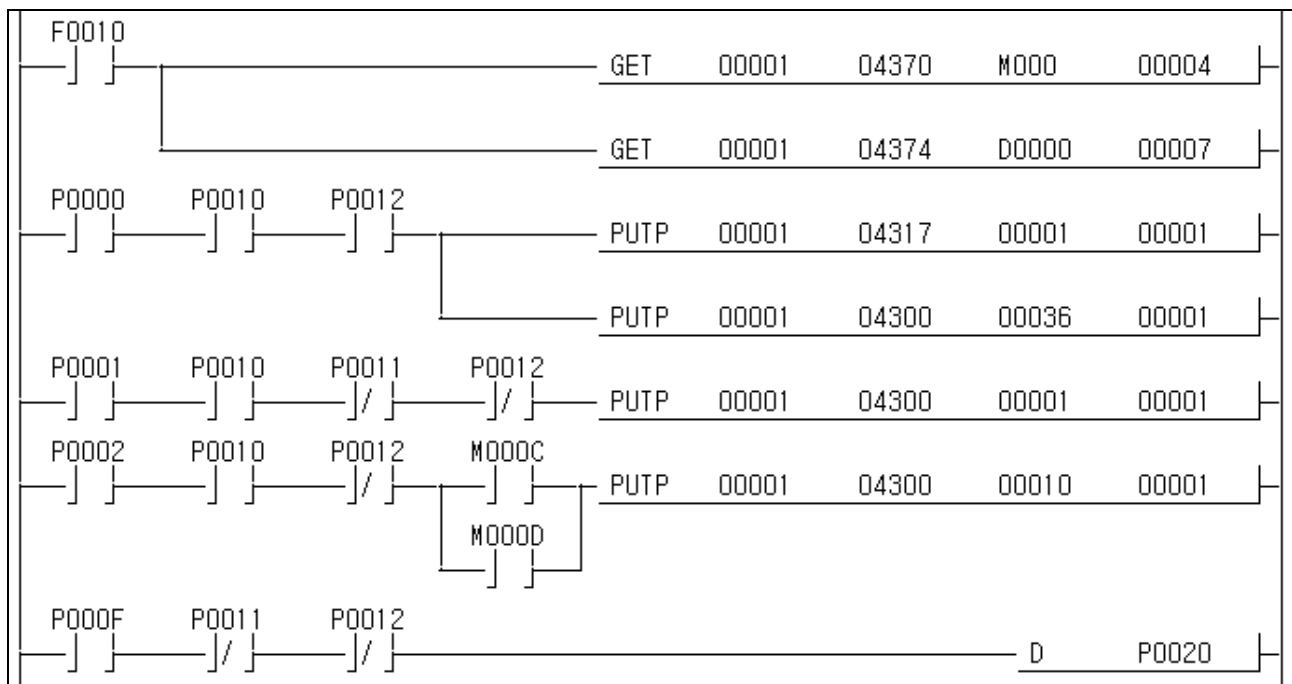 F0010
GET 00001 04370 M000 00004
GET 00001 04374 D0000 00007
P0000 P0010 P0012
PUTP 00001 04317 00001 00001
PUTP 00001 04300 00036 00001
P0001 P0010 P0011 P0012
PUTP 00001 04300 00001 00001
P0002 P0010 P0012 M000C
PUTP 00001 04300 00010 00001
M000D
P000F P0011 P0012
D P0020